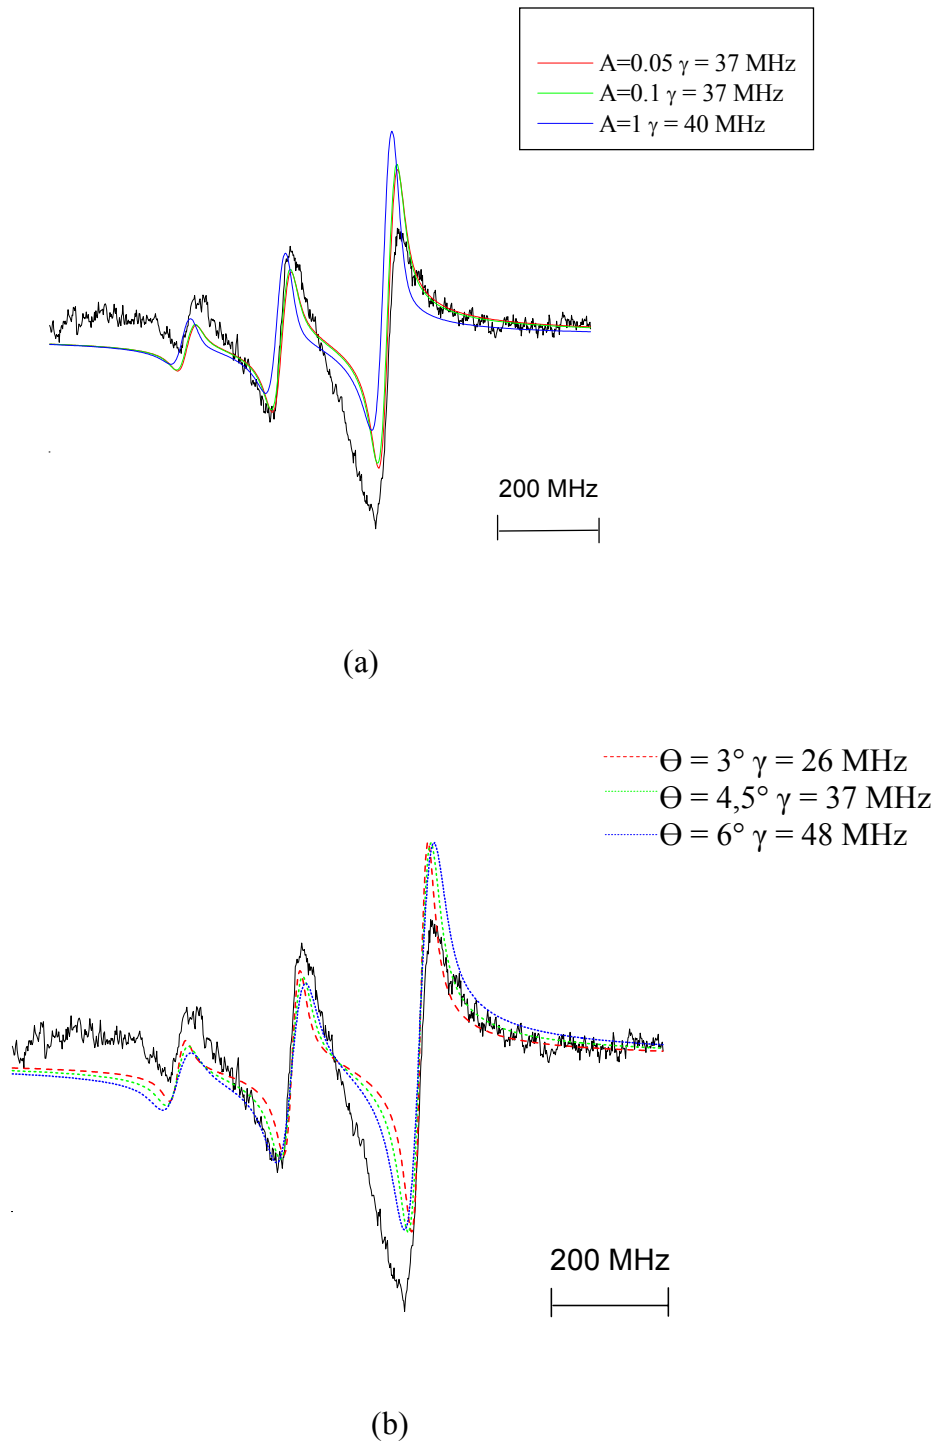 A=0.05 γ = 37 MHz
A=0.1 γ = 37 MHz
A=1 γ = 40 MHz
200 MHz
(a)
ϴ = 3° γ = 26 MHz
ϴ = 4,5° γ = 37 MHz
ϴ = 6° γ = 48 MHz
200 MHz
(b)